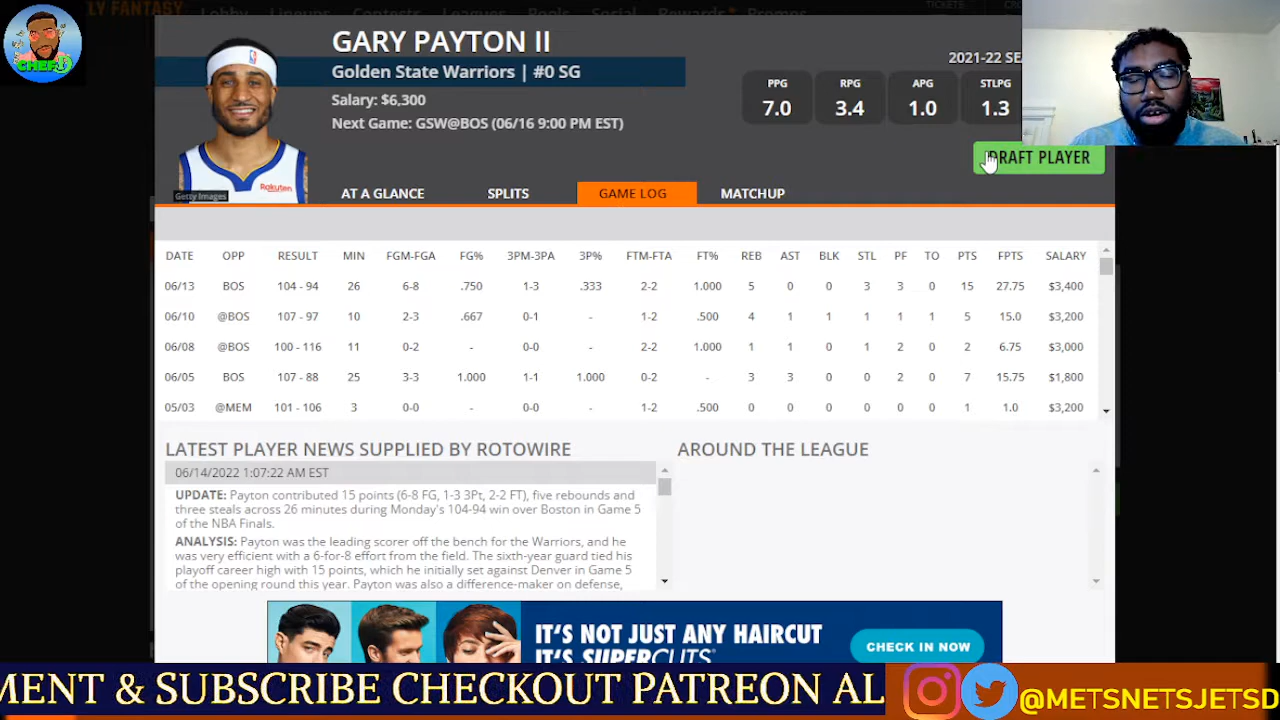 LY FANTASY
Lobby Lineups Contests Leagues Pools Social Rewards Promos
TICKETS
CHEF
GARY PAYTON II
Golden State Warriors | #0 SG
Salary: $6,300
Next Game: GSW@BOS (06/16 9:00 PM EST)
2021-22 SE
PPG RPG APG STLPG
7.0 3.4 1.0 1.3
DRAFT PLAYER
Rakuten
Getty Images
AT A GLANCE SPLITS GAME LOG MATCHUP
DATE OPP RESULT MIN FGM-FGA FG% 3PM-3PA 3P% FTM-FTA FT% REB AST BLK STL PF TO PTS FPTS SALARY
06/13 BOS 104 - 94 26 6-8 .750 1-3 .333 2-2 1.000 5 0 0 3 3 0 15 27.75 $3,400
06/10 @BOS 107 - 97 10 2-3 .667 0-1 - 1-2 .500 4 1 1 1 1 1 5 15.0 $3,200
06/08 @BOS 100 - 116 11 0-2 - 0-0 - 2-2 1.000 1 1 0 1 2 0 2 6.75 $3,000
06/05 BOS 107 - 88 25 3-3 1.000 1-1 1.000 0-2 - 3 3 0 0 2 0 7 15.75 $1,800
05/03 @MEM 101 - 106 3 0-0 - 0-0 - 1-2 .500 0 0 0 0 0 0 1 1.0 $3,200
LATEST PLAYER NEWS SUPPLIED BY ROTOWIRE
AROUND THE LEAGUE
06/14/2022 1:07:22 AM EST
UPDATE: Payton contributed 15 points (6-8 FG, 1-3 3Pt, 2-2 FT), five rebounds and
three steals across 26 minutes during Monday's 104-94 win over Boston in Game 5
of the NBA Finals.
ANALYSIS: Payton was the leading scorer off the bench for the Warriors, and he
was very efficient with a 6-for-8 effort from the field. The sixth-year guard tied his
playoff career high with 15 points, which he initially set against Denver in Game 5
of the opening round this year. Payton was also a difference-maker on defense,
IT'S NOT JUST ANY HAIRCUT
IT'S SUPERCUTS
CHECK IN NOW
MENT & SUBSCRIBE CHECKOUT PATREON AL
@METSNETSJETSD